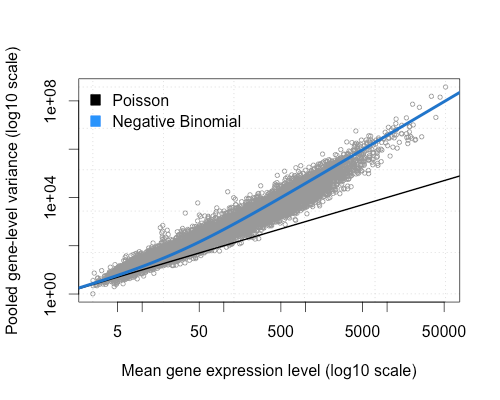 Pooled gene-level variance (log10 scale)
1e+08
1e+04
1e+00
Poisson
Negative Binomial
5 50 500 5000 50000
Mean gene expression level (log10 scale)